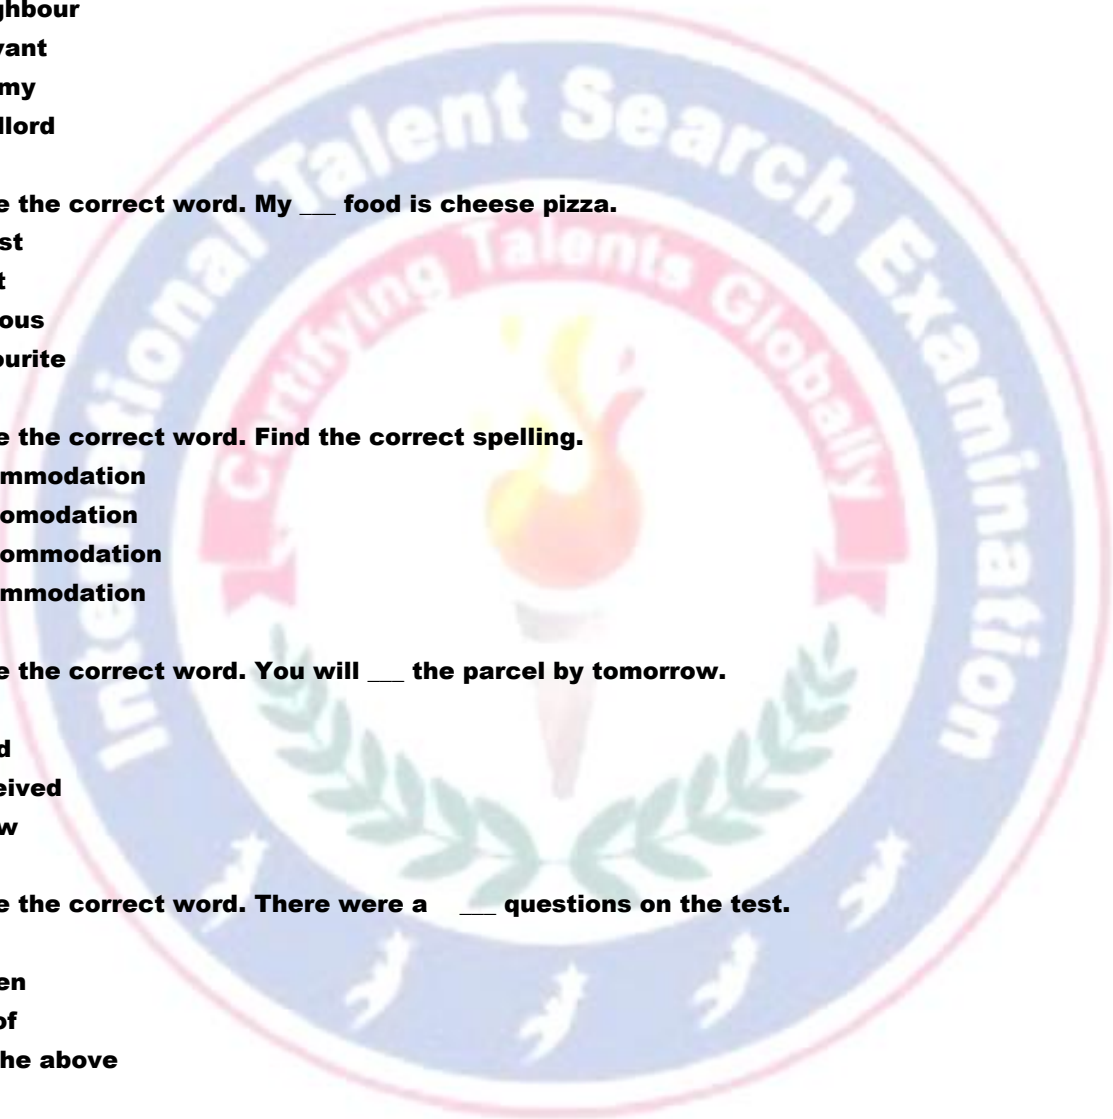 ghbour
vant
my
llord
e the correct word. My ___ food is cheese pizza.
st
t
ous
ourite
e the correct word. Find the correct spelling.
mmodation
omodation
ommodation
mmodation
e the correct word. You will ___ the parcel by tomorrow.
d
eived
w
e the correct word. There were a ___ questions on the test.
en
of
he above
International Talent Search Examination
Certifying Talents Globally